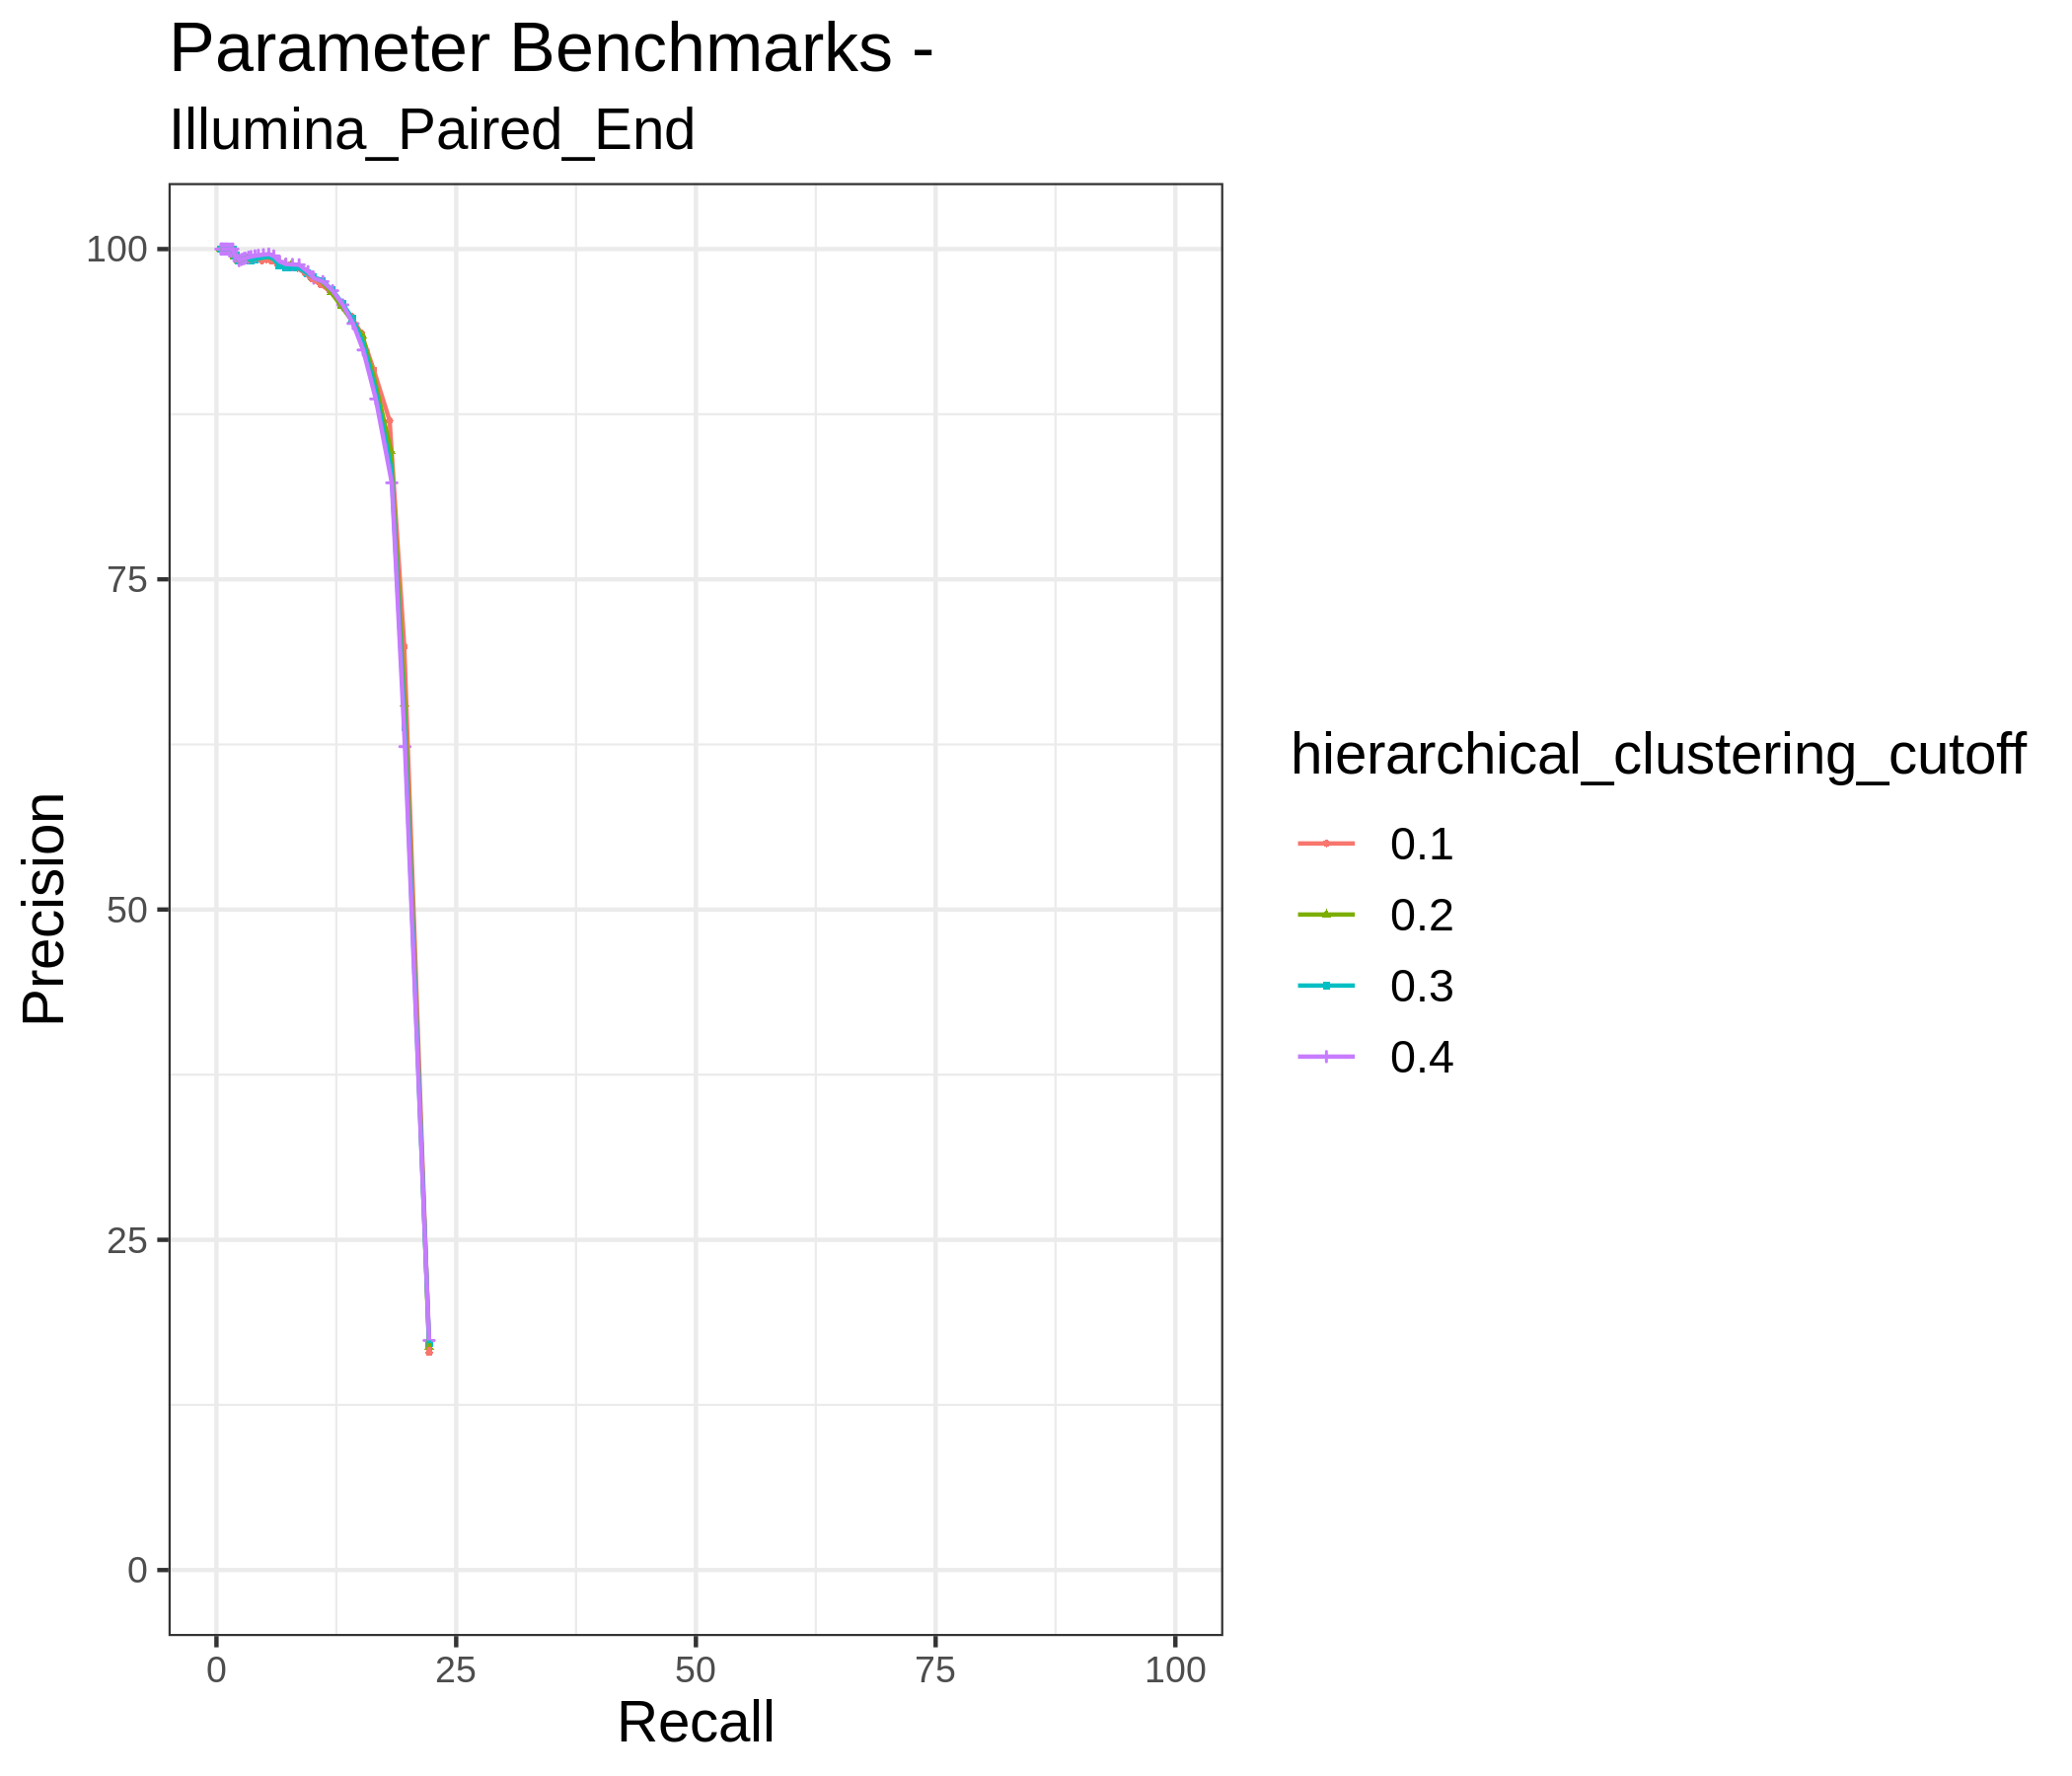 Parameter Benchmarks -
Illumina_Paired_End
100
75
50
25
0
Precision
0 25 50 75 100
Recall
hierarchical_clustering_cutoff
0.1
0.2
0.3
0.4